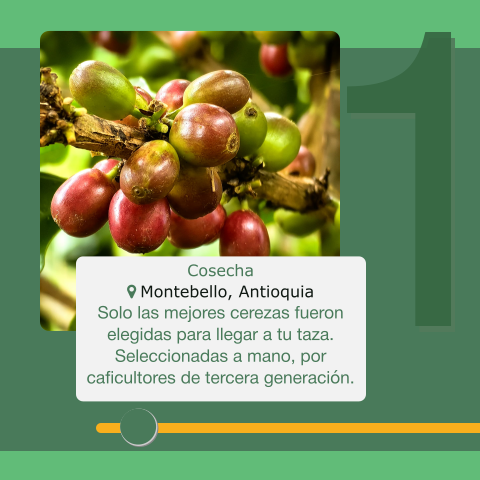 1
Cosecha
Montebello, Antioquia
Solo las mejores cerezas fueron
elegidas para llegar a tu taza.
Seleccionadas a mano, por
caficultores de tercera generación.